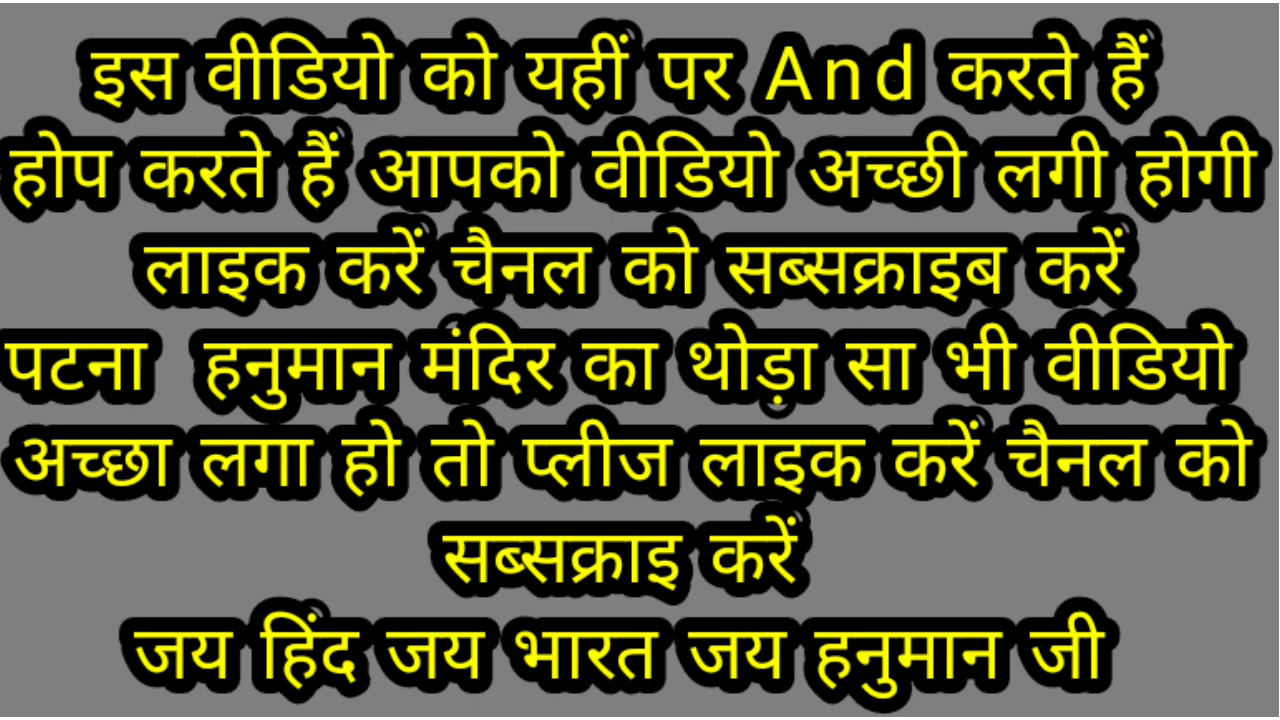 इस वीडियो को यहीं पर And करते हैं
होप करते हैं आपको वीडियो अच्छी लगी होगी
लाइक करें चैनल को सब्सक्राइब करें
पटना हनुमान मंदिर का थोड़ा सा भी वीडियो
अच्छा लगा हो तो प्लीज लाइक करें चैनल को
सब्सक्राइ करें
जय हिंद जय भारत जय हनुमान जी